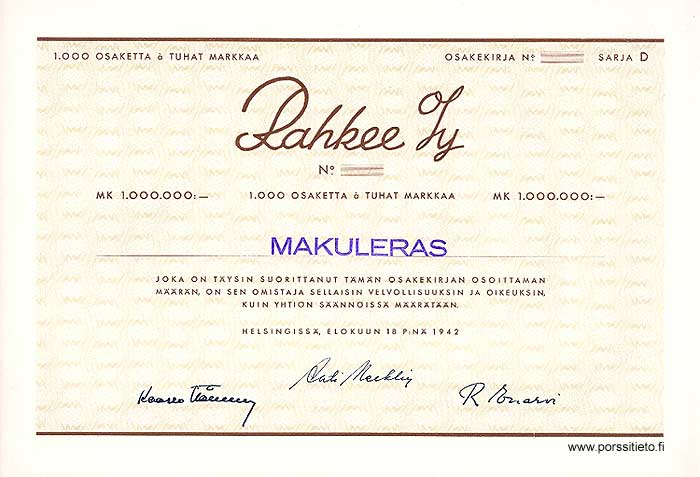 1.000 OSAKETTA à TUHAT MARKKAA OSAKEKIRJA Nº SARJA D
Rahkee Oy
Nº
MK 1.000.000:— 1.000 OSAKETTA à TUHAT MARKKAA MK 1.000.000:—
MAKULERAS
JOKA ON TÄYSIN SUORITTANUT TÄMÄN OSAKEKIRJAN OSOITTAMAN
MÄÄRÄN, ON SEN OMISTAJA SELLAISIN VELVOLLISUUKSIN JA OIKEUKSIN,
KUIN YHTIÖN SÄÄNNÖISSÄ MÄÄRÄTÄÄN.
HELSINGISSÄ, ELOKUUN 18 P:NÄ 1942
www.porssitieto.fi